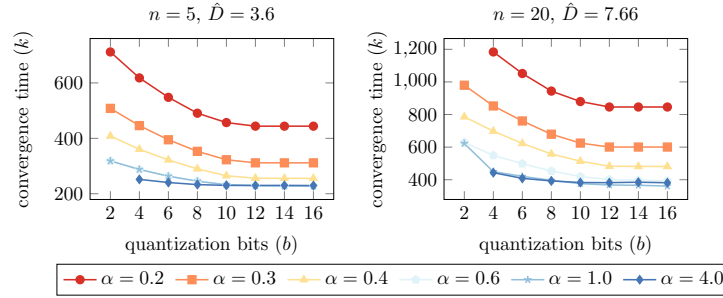 n = 5, D̂ = 3.6
n = 20, D̂ = 7.66
convergence time (k)
600
400
200
2 4 6 8 10 12 14 16
quantization bits (b)
convergence time (k)
1,200
1,000
800
600
400
2 4 6 8 10 12 14 16
quantization bits (b)
α = 0.2 α = 0.3 α = 0.4 α = 0.6 α = 1.0 α = 4.0